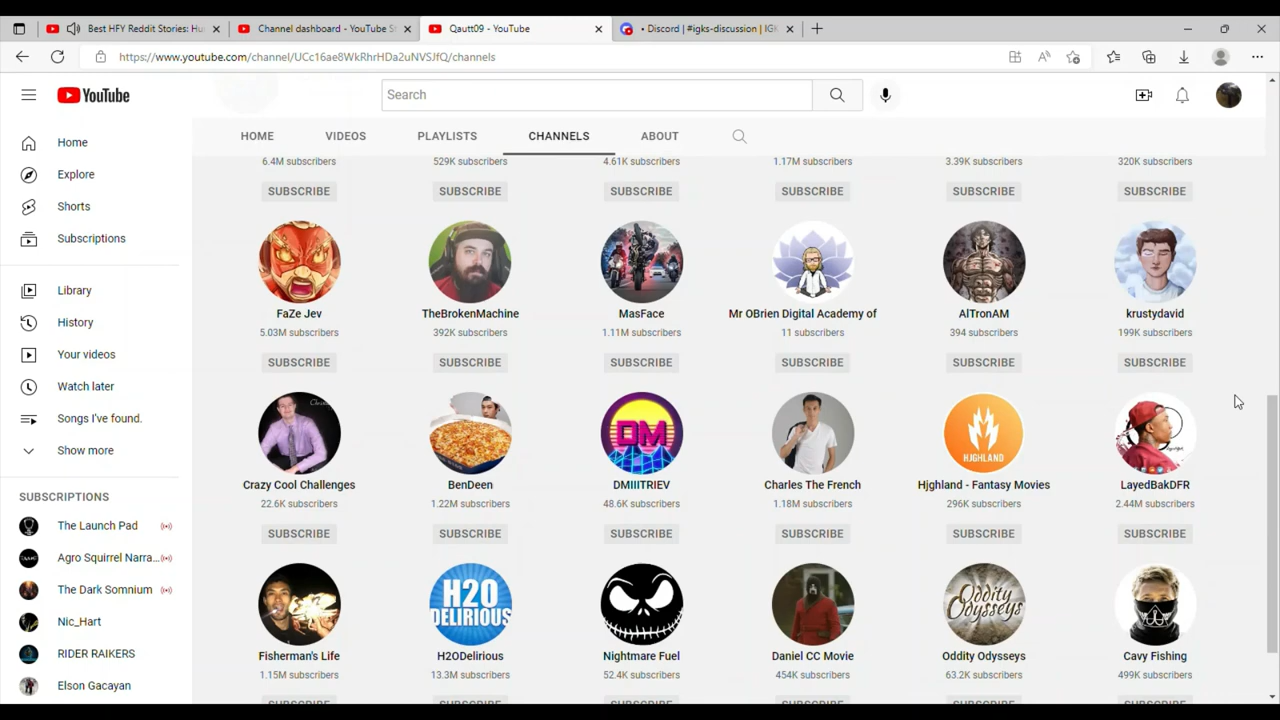 Best HFY Reddit Stories: Hu
Channel dashboard - YouTube S
Qautt09 - YouTube
• Discord | #igks-discussion | IGK
https://www.youtube.com/channel/UCc16ae8WkRhrHDa2uNVSJfQ/channels
YouTube
Search
HOME VIDEOS PLAYLISTS CHANNELS ABOUT
Home
Explore
Shorts
Subscriptions
Library
History
Your videos
Watch later
Songs I've found.
Show more
SUBSCRIPTIONS
The Launch Pad
Agro Squirrel Narra...
The Dark Somnium
Nic_Hart
RIDER RAIKERS
Elson Gacayan
6.4M subscribers 529K subscribers 4.61K subscribers 1.17M subscribers 3.39K subscribers 320K subscribers
SUBSCRIBE SUBSCRIBE SUBSCRIBE SUBSCRIBE SUBSCRIBE SUBSCRIBE
FaZe Jev TheBrokenMachine MasFace Mr OBrien Digital Academy of AlTronAM krustydavid
5.03M subscribers 392K subscribers 1.11M subscribers 11 subscribers 394 subscribers 199K subscribers
SUBSCRIBE SUBSCRIBE SUBSCRIBE SUBSCRIBE SUBSCRIBE SUBSCRIBE
DM
HJGHLAND
Crazy Cool Challenges BenDeen DMIIITRIEV Charles The French Hjghland - Fantasy Movies LayedBakDFR
22.6K subscribers 1.22M subscribers 48.6K subscribers 1.18M subscribers 296K subscribers 2.44M subscribers
SUBSCRIBE SUBSCRIBE SUBSCRIBE SUBSCRIBE SUBSCRIBE SUBSCRIBE
H2O
DELIRIOUS
Oddity
Odysseys
Fisherman's Life H2ODelirious Nightmare Fuel Daniel CC Movie Oddity Odysseys Cavy Fishing
1.15M subscribers 13.3M subscribers 52.4K subscribers 454K subscribers 63.2K subscribers 499K subscribers